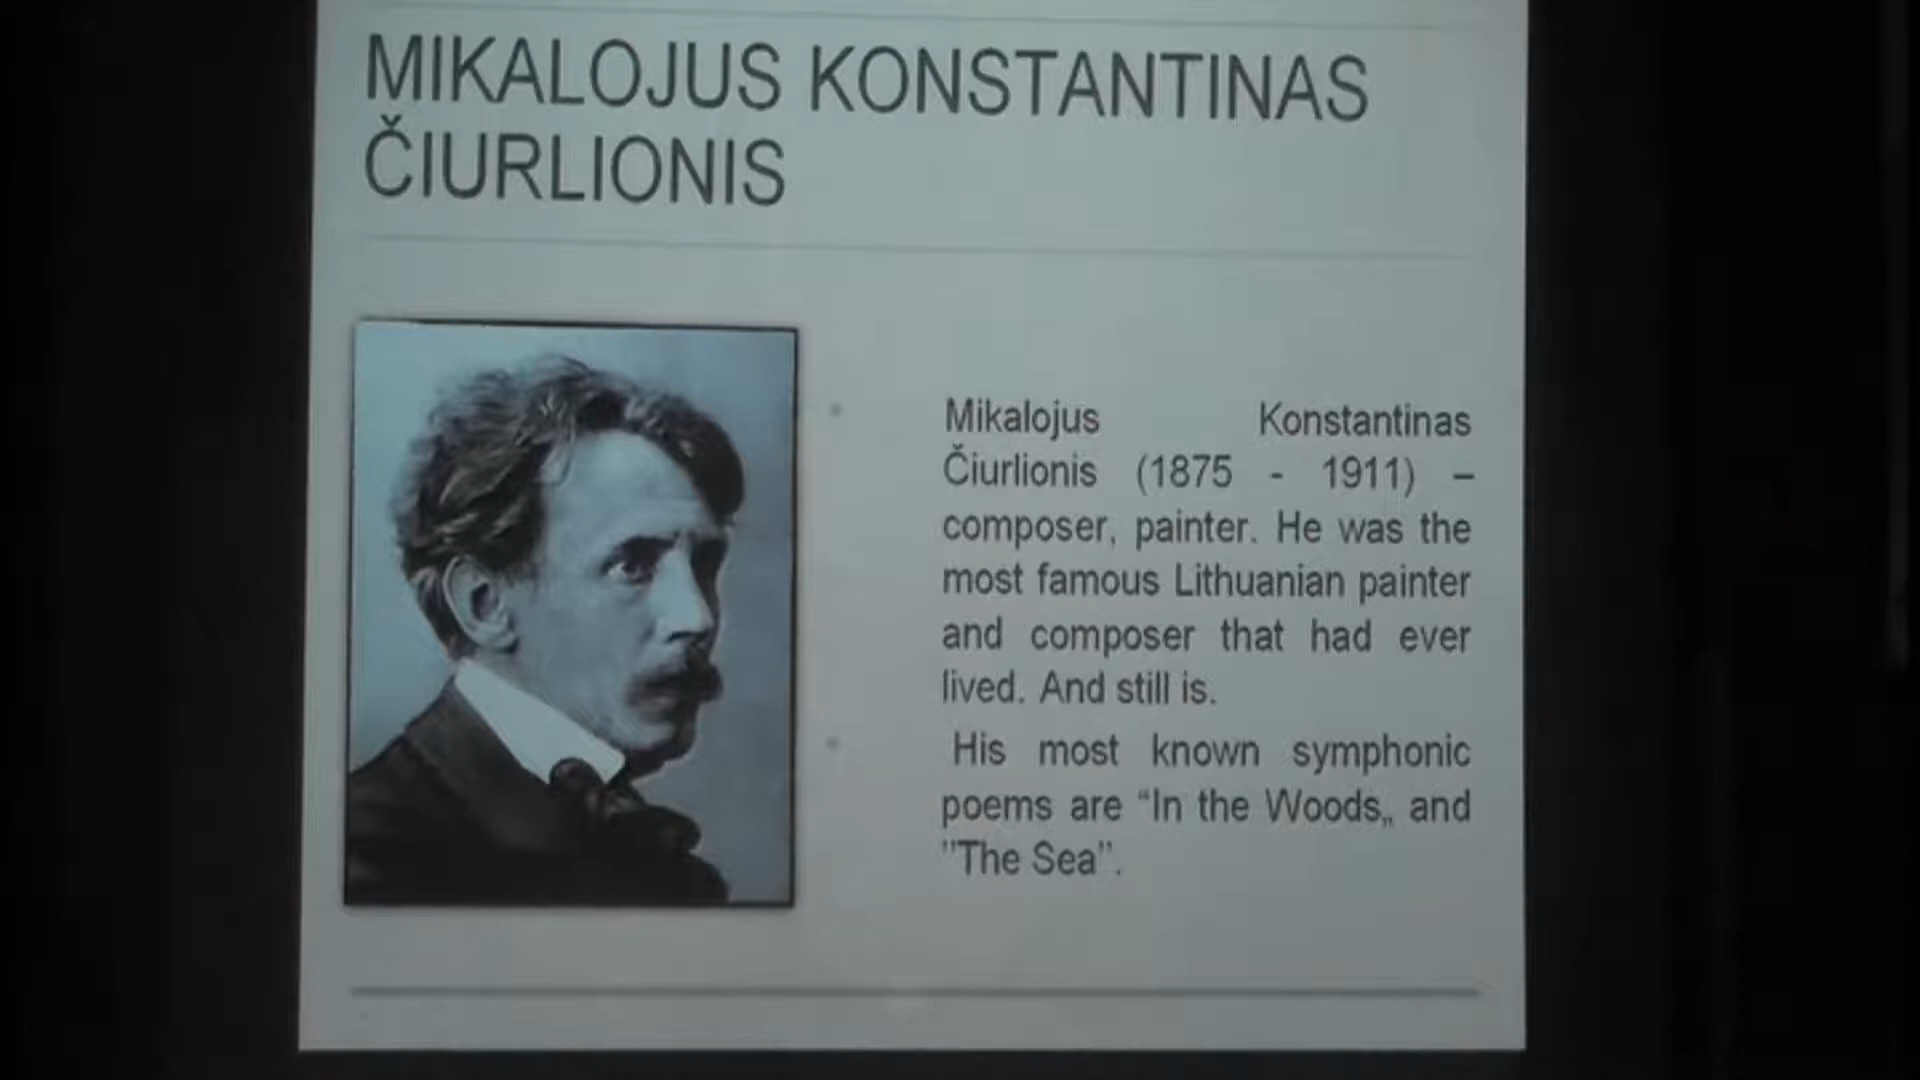 MIKALOJUS KONSTANTINAS
ČIURLIONIS
Mikalojus Konstantinas
Čiurlionis (1875 - 1911) –
composer, painter. He was the
most famous Lithuanian painter
and composer that had ever
lived. And still is.
His most known symphonic
poems are “In the Woods„ and
”The Sea”.